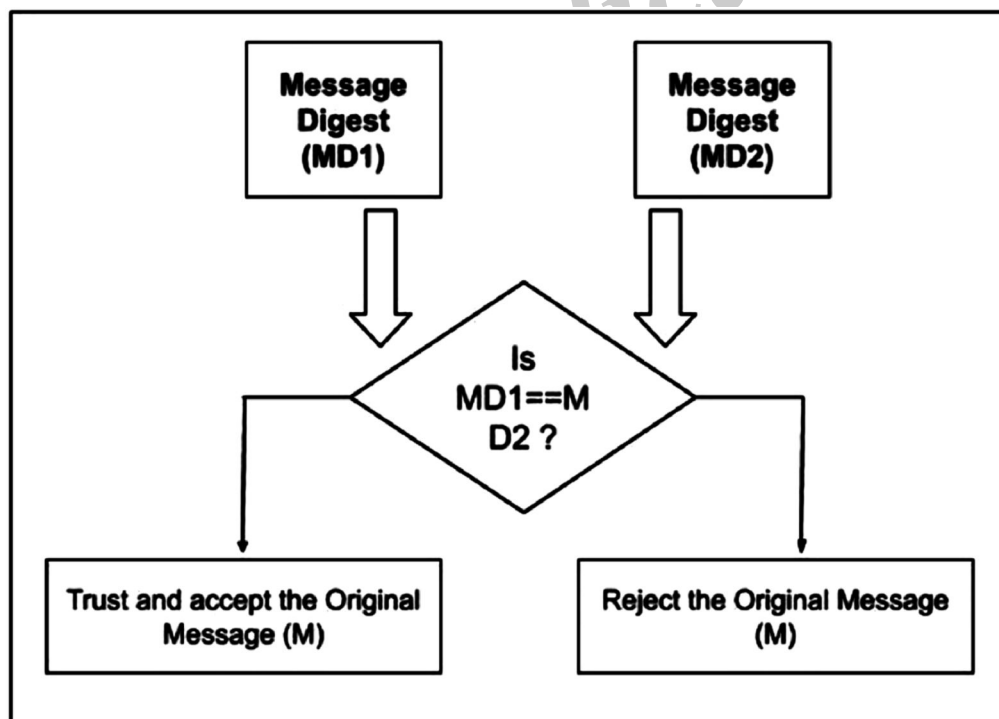 Message
Digest
(MD1)
Message
Digest
(MD2)
Is
MD1==M
D2 ?
Trust and accept the Original
Message (M)
Reject the Original Message
(M)